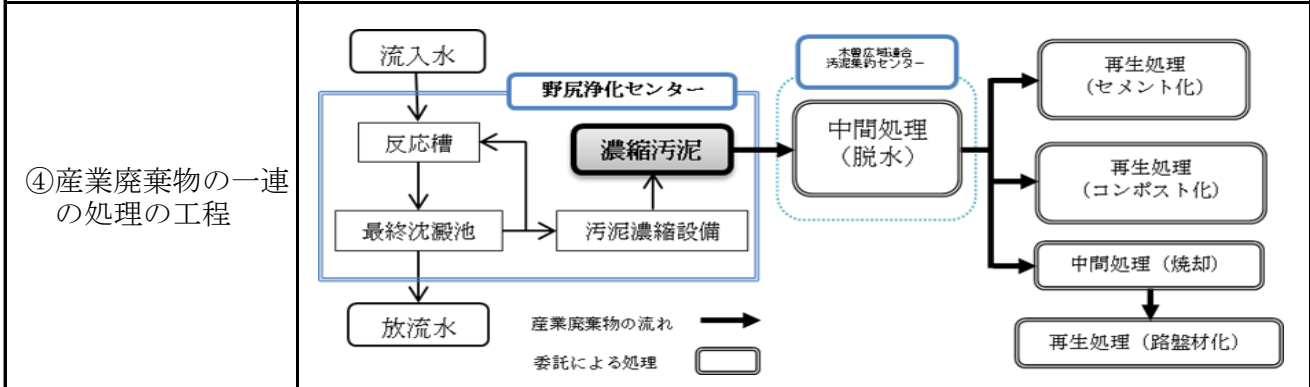 ④産業廃棄物の一連
の処理の工程
流入水
野尻浄化センター
反応槽
濃縮汚泥
最終沈澱池
汚泥濃縮設備
放流水
木曽広域連合
汚泥集約センター
中間処理
（脱水）
再生処理
（セメント化）
再生処理
（コンポスト化）
中間処理（焼却）
再生処理（路盤材化）
産業廃棄物の流れ
委託による処理